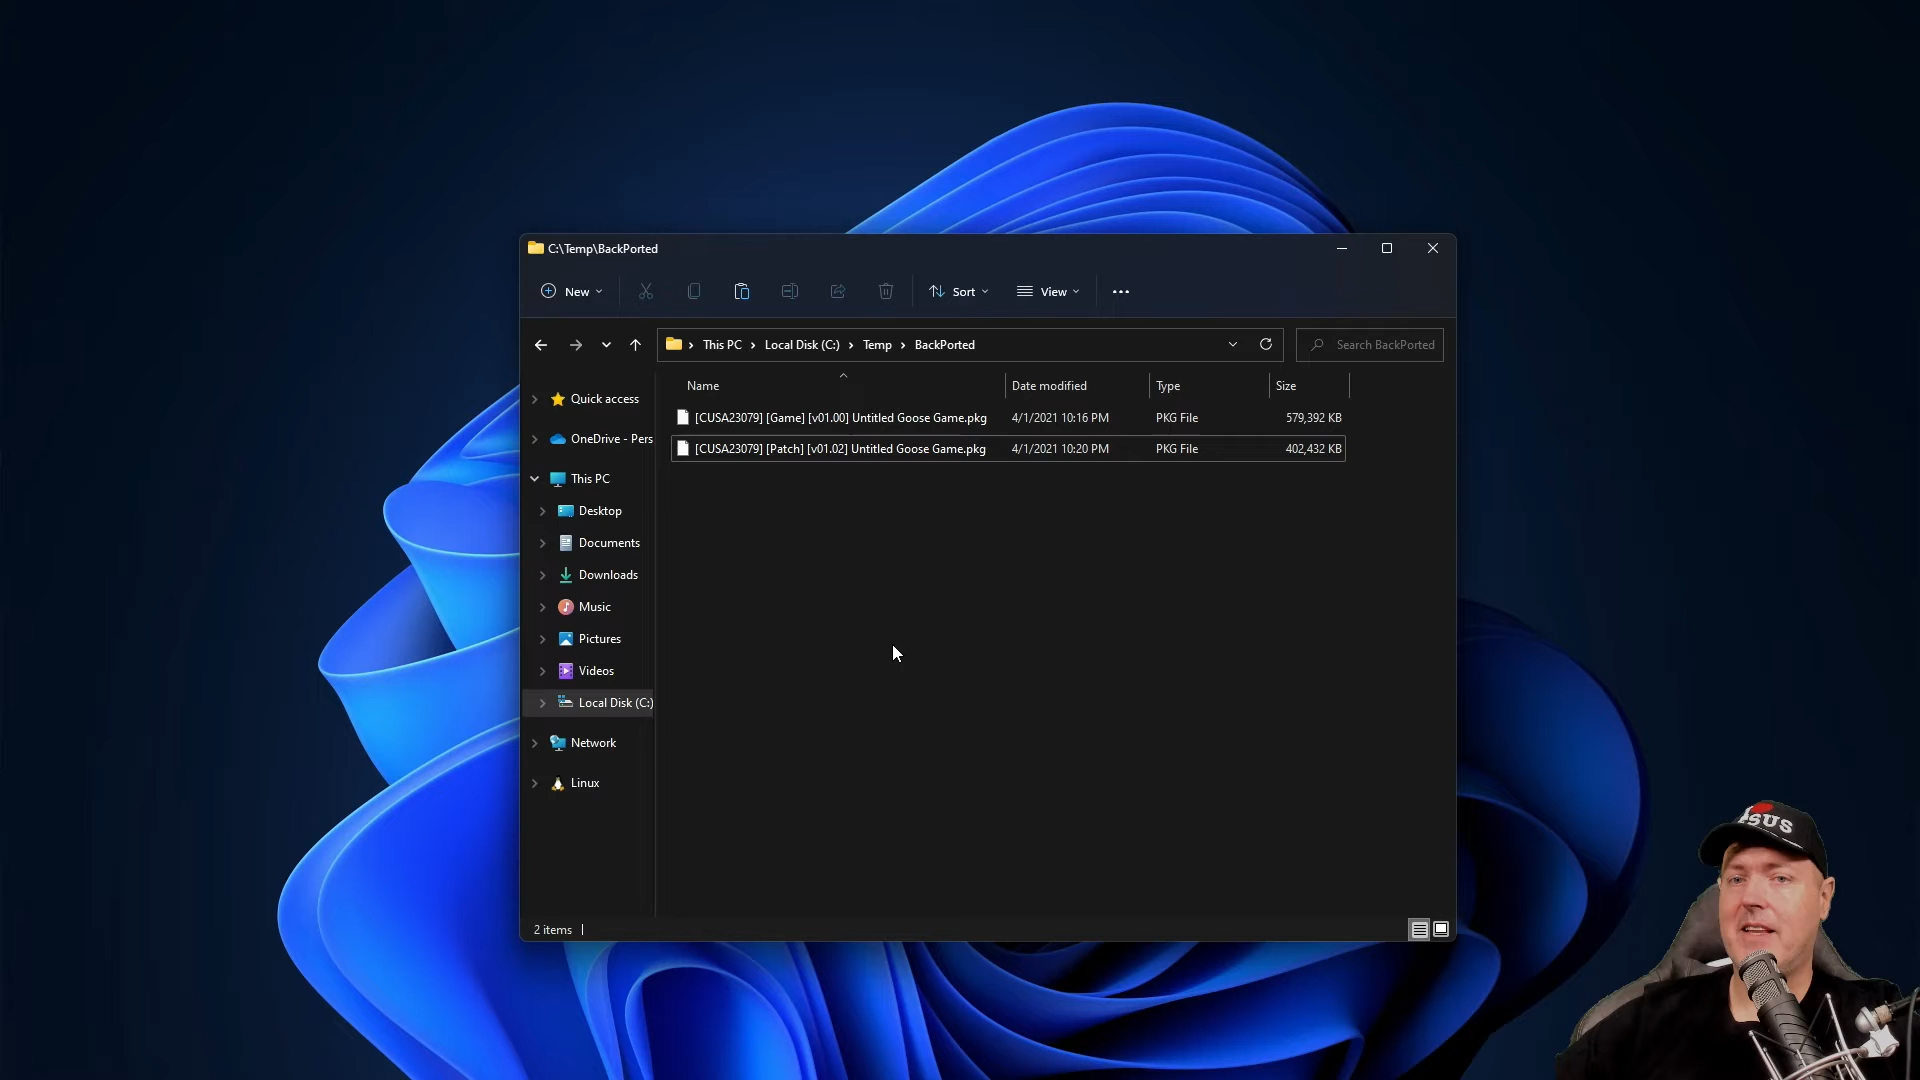 C:\Temp\BackPorted
New
Sort
View
This PC
Local Disk (C:)
Temp
BackPorted
Search BackPorted
Name
Date modified
Type
Size
[CUSA23079] [Game] [v01.00] Untitled Goose Game.pkg
4/1/2021 10:16 PM
PKG File
579,392 KB
[CUSA23079] [Patch] [v01.02] Untitled Goose Game.pkg
4/1/2021 10:20 PM
PKG File
402,432 KB
Quick access
OneDrive - Pers
This PC
Desktop
Documents
Downloads
Music
Pictures
Videos
Local Disk (C:)
Network
Linux
2 items